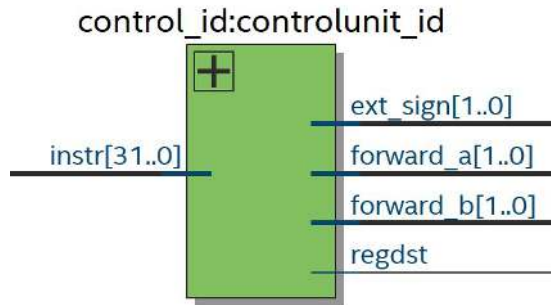 control_id:controlunit_id
instr[31..0]
ext_sign[1..0]
forward_a[1..0]
forward_b[1..0]
regdst